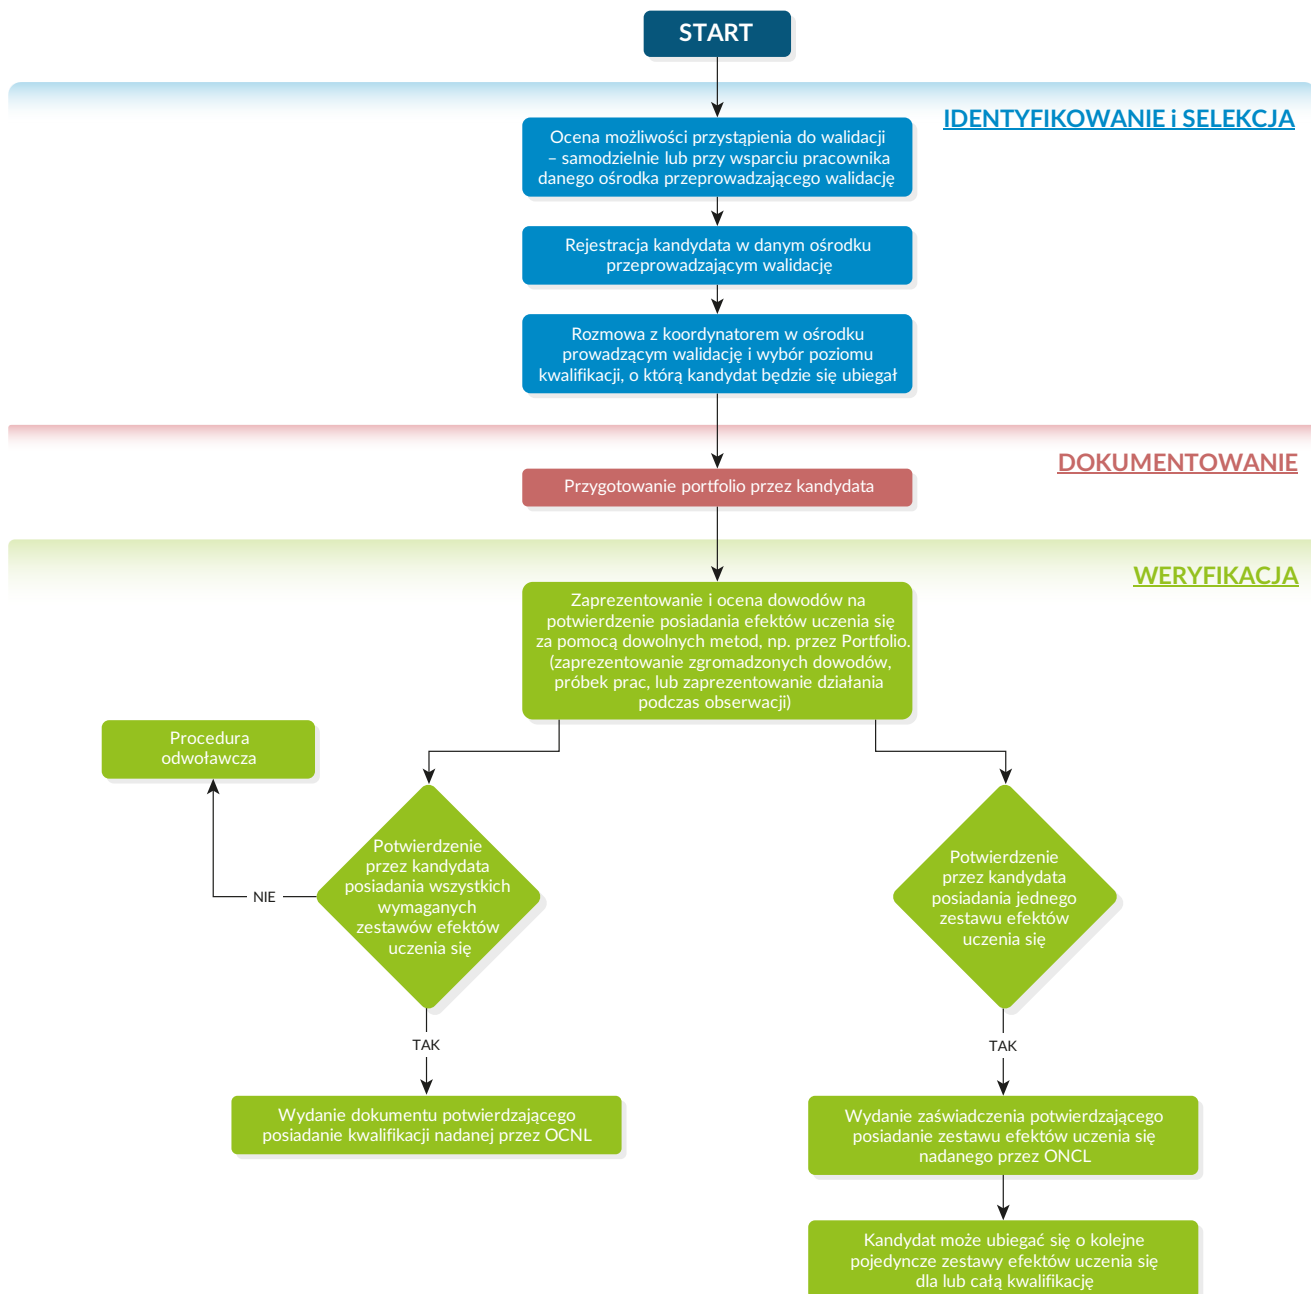 START
IDENTYFIKOWANIE i SELEKCJA
Ocena możliwości przystąpienia do walidacji
– samodzielnie lub przy wsparciu pracownika
danego ośrodka przeprowadzającego walidację
Rejestracja kandydata w danym ośrodku
przeprowadzającym walidację
Rozmowa z koordynatorem w ośrodku
prowadzącym walidację i wybór poziomu
kwalifikacji, o którą kandydat będzie się ubiegał
DOKUMENTOWANIE
Przygotowanie portfolio przez kandydata
WERYFIKACJA
Zaprezentowanie i ocena dowodów na
potwierdzenie posiadania efektów uczenia się
za pomocą dowolnych metod, np. przez Portfolio.
(zaprezentowanie zgromadzonych dowodów,
próbek prac, lub zaprezentowanie działania
podczas obserwacji)
Procedura
odwoławcza
Potwierdzenie
przez kandydata
posiadania wszystkich
wymaganych
zestawów efektów
uczenia się
NIE
TAK
Wydanie dokumentu potwierdzającego
posiadanie kwalifikacji nadanej przez OCNL
Potwierdzenie
przez kandydata
posiadania jednego
zestawu efektów
uczenia się
TAK
Wydanie zaświadczenia potwierdzającego
posiadanie zestawu efektów uczenia się
nadanego przez ONCL
Kandydat może ubiegać się o kolejne
pojedyncze zestawy efektów uczenia się
dla lub całą kwalifikację